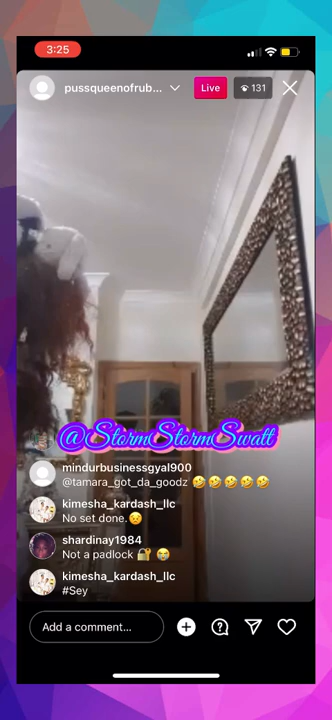 3:25
pussqueenofrub...
Live
131
@StormStormSwatt
mindurbusinessgyal900
@tamara_got_da_goodz 🤣🤣🤣🤣🤣
kimesha_kardash_llc
No set done.😥
shardinay1984
Not a padlock 🔐 😭
kimesha_kardash_llc
#Sey
Add a comment...